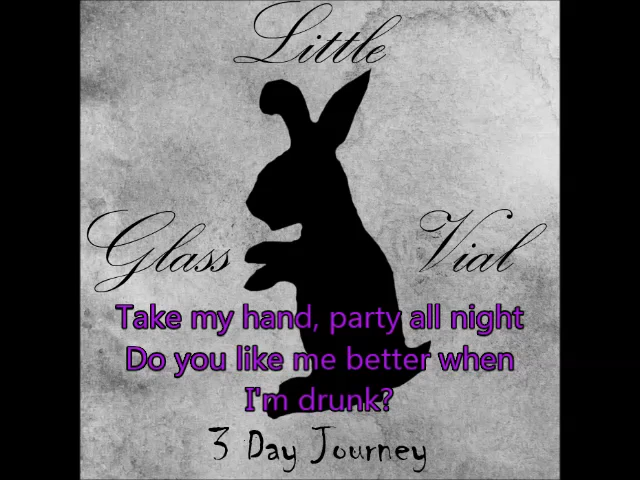 Little
Glass Vial
Take my hand, party all night
Do you like me better when
I'm drunk?
3 Day Journey